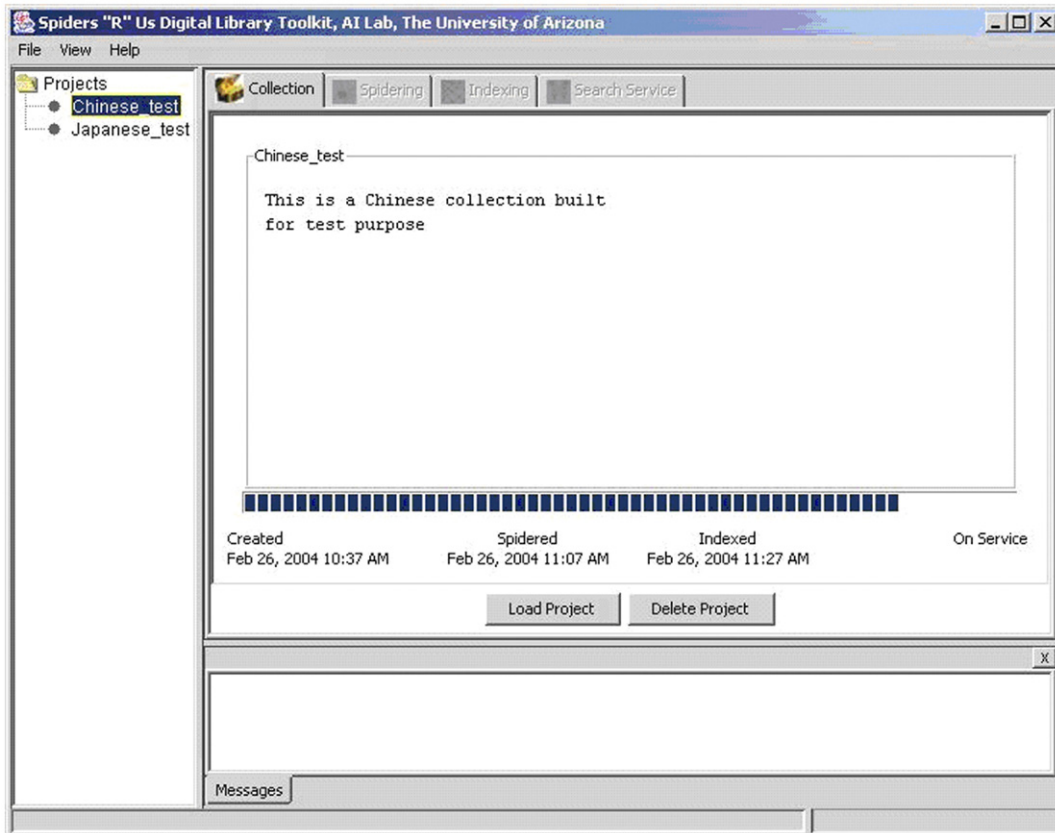 Spiders "R" Us Digital Library Toolkit, AI Lab, The University of Arizona
File View Help
Projects
Chinese_test
Japanese_test
Collection Spidering Indexing Search Service
Chinese_test
This is a Chinese collection built
for test purpose
Created Spidered Indexed On Service
Feb 26, 2004 10:37 AM Feb 26, 2004 11:07 AM Feb 26, 2004 11:27 AM
Load Project Delete Project
X
Messages